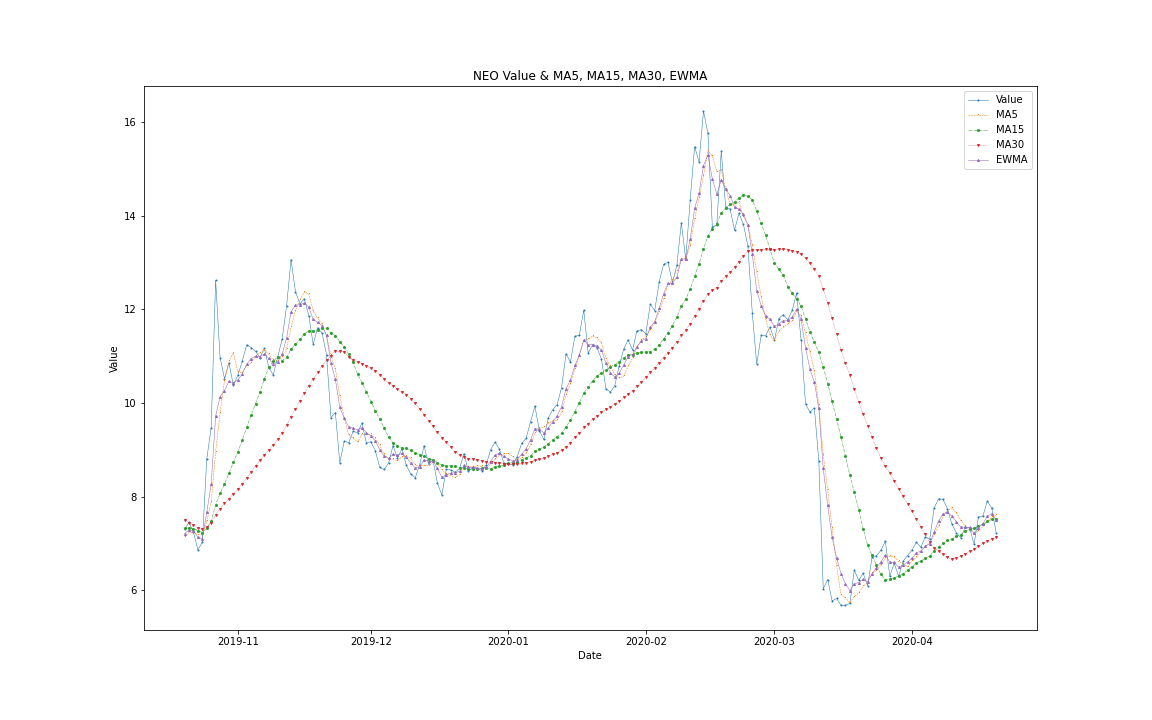 NEO Value & MA5, MA15, MA30, EWMA
Value
MA5
MA15
MA30
EWMA
16
14
12
10
8
6
Value
2019-11
2019-12
2020-01
2020-02
2020-03
2020-04
Date